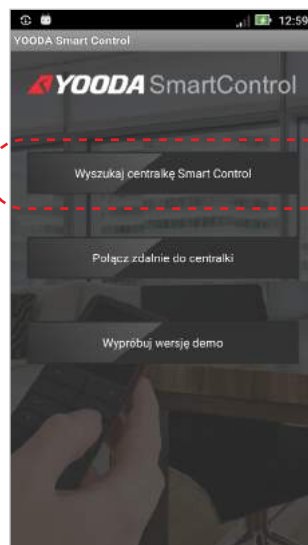 12:59
YOODA Smart Control
YOODA SmartControl
Wyszukaj centralkę Smart Control
Połącz zdalnie do centralki
Wypróbuj wersję demo